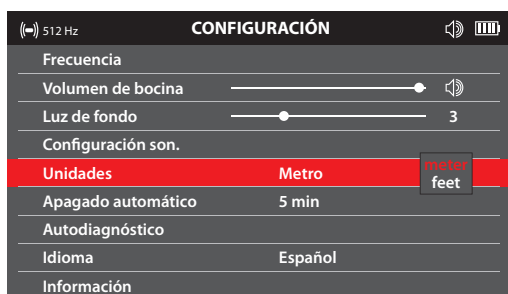 ((-)) 512 Hz CONFIGURACIÓN
Frecuencia
Volumen de bocina
Luz de fondo 3
Configuración son.
Unidades Metro meter
feet
Apagado automático 5 min
Autodiagnóstico
Idioma Español
Información